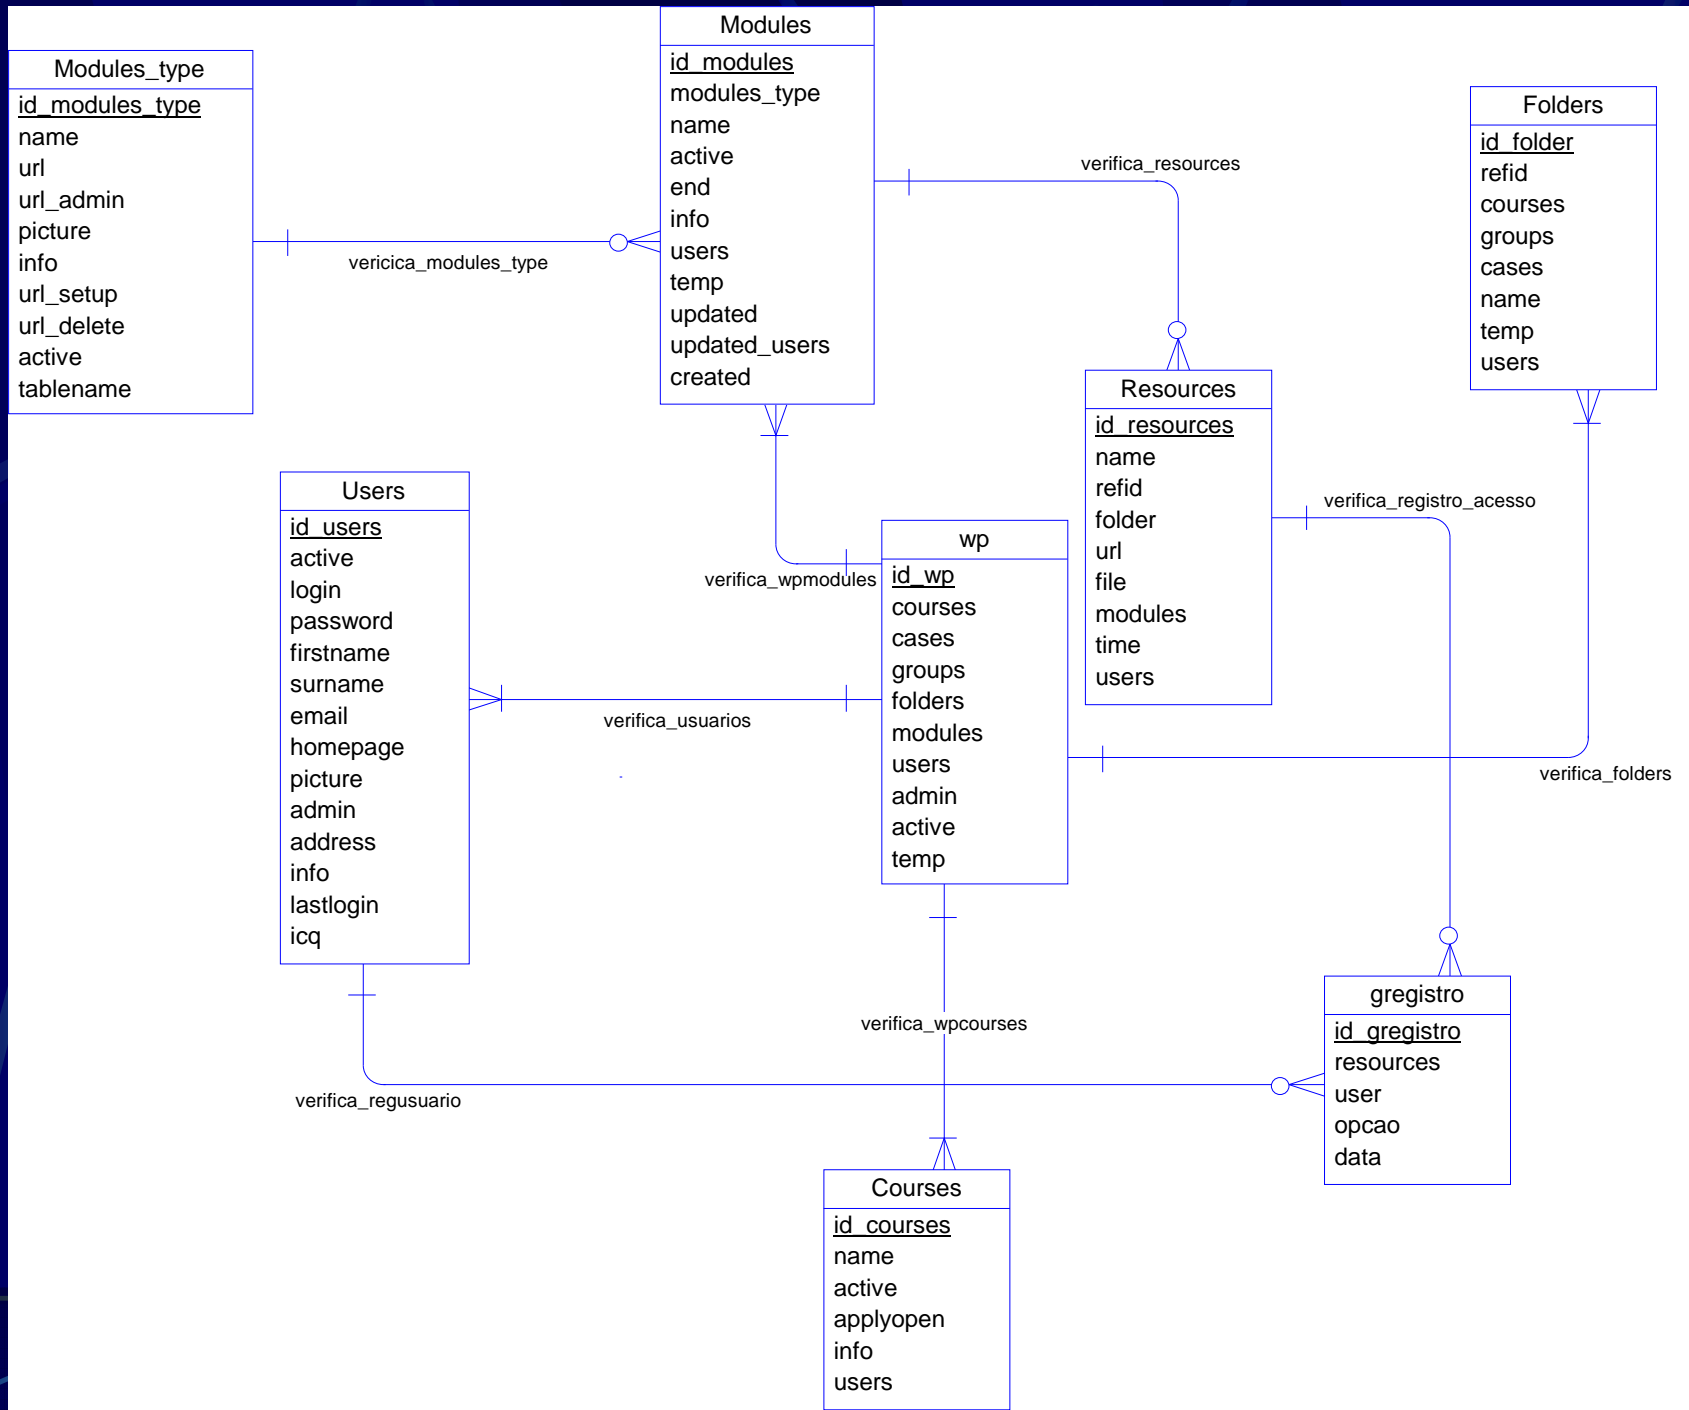 Modules_type
id_modules_type
name
url
url_admin
picture
info
url_setup
url_delete
active
tablename
vericica_modules_type
Modules
id_modules
modules_type
name
active
end
info
users
temp
updated
updated_users
created
verifica_resources
Folders
id_folder
refid
courses
groups
cases
name
temp
users
Resources
id_resources
name
refid
folder
url
file
modules
time
users
verifica_registro_acesso
Users
id_users
active
login
password
firstname
surname
email
homepage
picture
admin
address
info
lastlogin
icq
verifica_wpmodules
verifica_usuarios
wp
id_wp
courses
cases
groups
folders
modules
users
admin
active
temp
verifica_folders
verifica_wpcourses
verifica_regusuario
gregistro
id_gregistro
resources
user
opcao
data
Courses
id_courses
name
active
applyopen
info
users